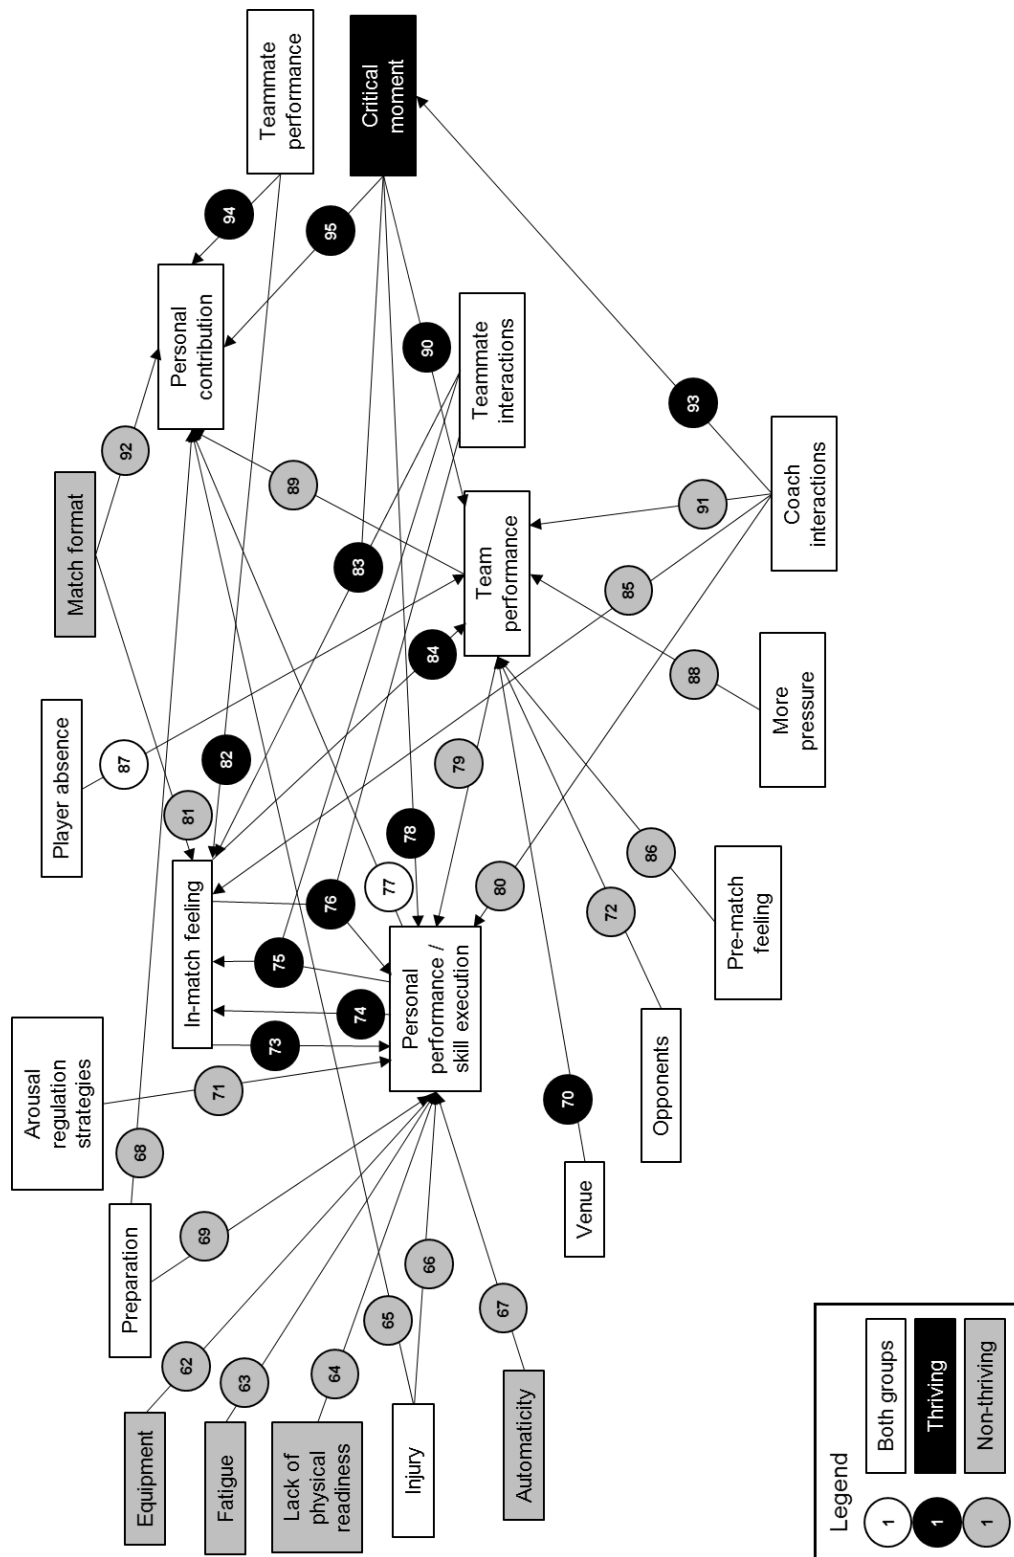 Equipment
Fatigue
Lack of
physical
readiness
Injury
Automaticity
Preparation
Arousal
regulation
strategies
Player absence
Match format
In-match feeling
Personal
performance /
skill execution
Personal
contribution
Teammate
performance
Critical
moment
Teammate
interactions
Team
performance
Coach
interactions
More
pressure
Pre-match
feeling
Opponents
Venue
62
63
64
65
66
67
68
69
70
71
72
73
74
75
76
77
78
79
80
81
82
83
84
85
86
87
88
89
90
91
92
93
94
95
Legend
1
Both groups
1
Thriving
1
Non-thriving